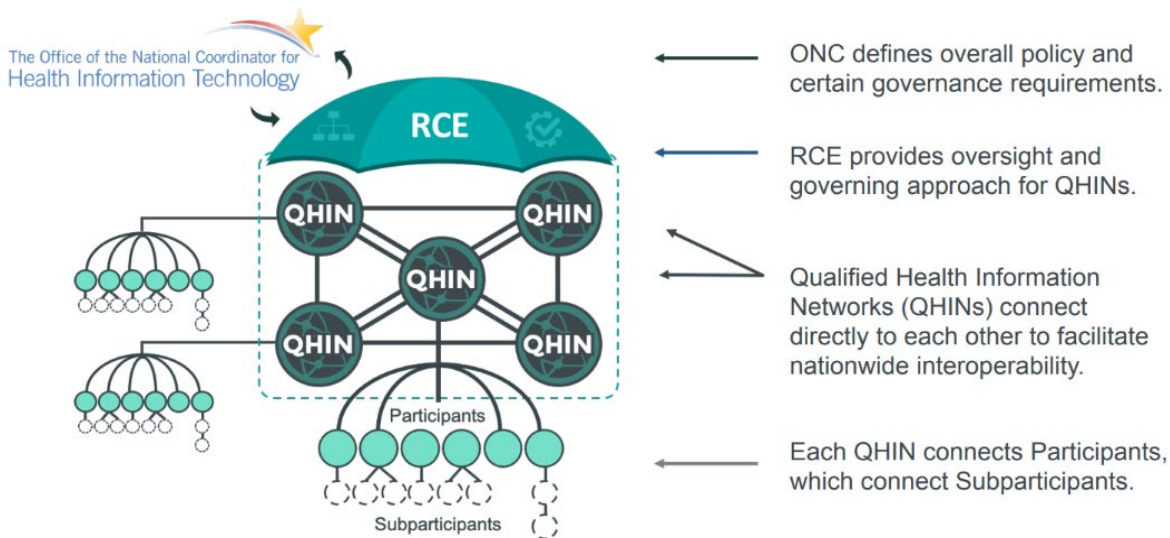 The Office of the National Coordinator for
Health Information Technology
RCE
QHIN
QHIN
QHIN
QHIN
QHIN
Participants
Subparticipants
ONC defines overall policy and
certain governance requirements.
RCE provides oversight and
governing approach for QHINs.
Qualified Health Information
Networks (QHINs) connect
directly to each other to facilitate
nationwide interoperability.
Each QHIN connects Participants,
which connect Subparticipants.